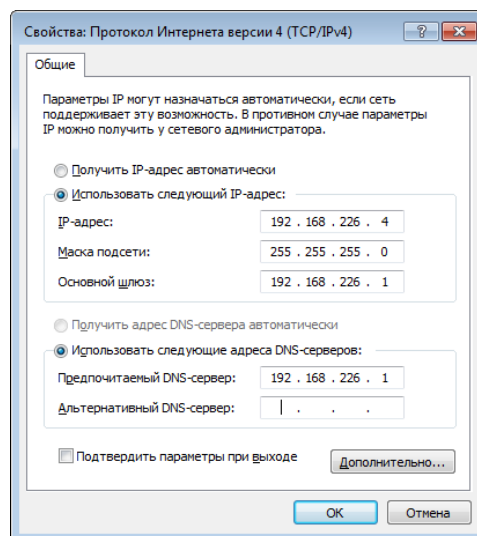 Свойства: Протокол Интернета версии 4 (TCP/IPv4)
Общие
Параметры IP могут назначаться автоматически, если сеть
поддерживает эту возможность. В противном случае параметры
IP можно получить у сетевого администратора.
Получить IP-адрес автоматически
Использовать следующий IP-адрес:
IP-адрес: 192 . 168 . 226 . 4
Маска подсети: 255 . 255 . 255 . 0
Основной шлюз: 192 . 168 . 226 . 1
Получить адрес DNS-сервера автоматически
Использовать следующие адреса DNS-серверов:
Предпочитаемый DNS-сервер: 192 . 168 . 226 . 1
Альтернативный DNS-сервер: . . .
Подтвердить параметры при выходе
Дополнительно...
OK Отмена